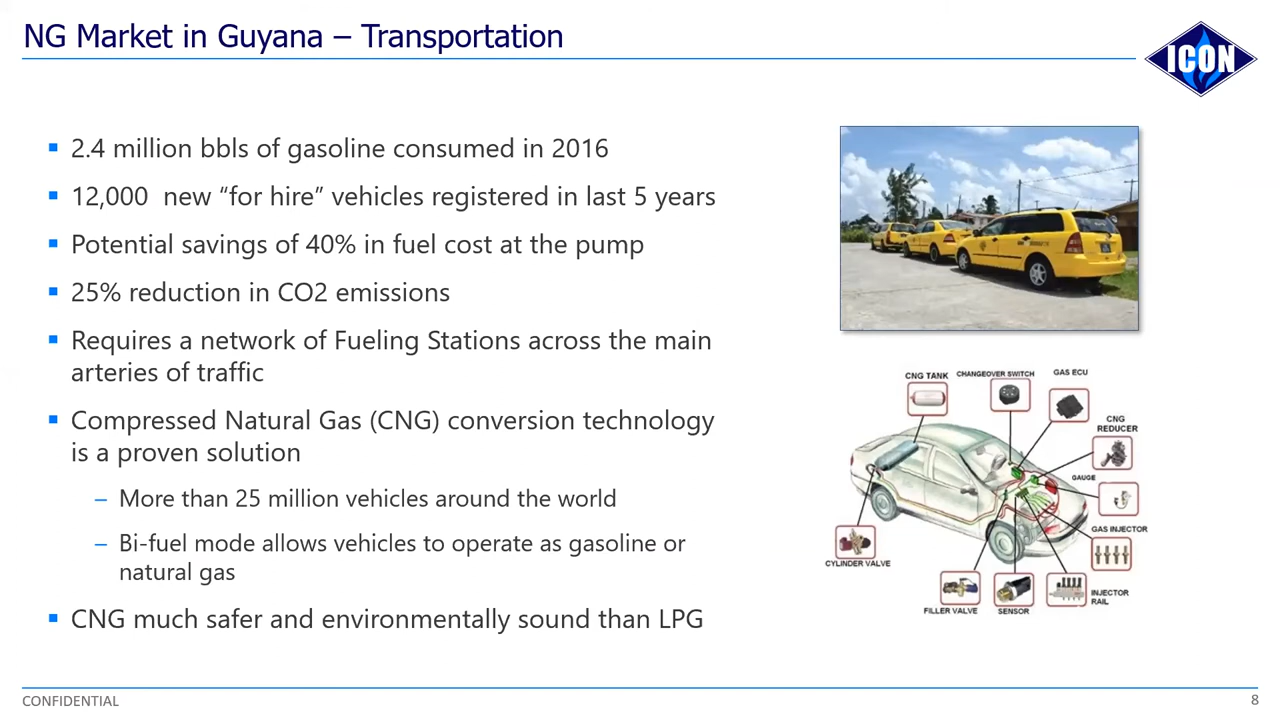 NG Market in Guyana – Transportation
ICON
▪ 2.4 million bbls of gasoline consumed in 2016
▪ 12,000  new “for hire” vehicles registered in last 5 years
▪ Potential savings of 40% in fuel cost at the pump
▪ 25% reduction in CO2 emissions
▪ Requires a network of Fueling Stations across the main
arteries of traffic
▪ Compressed Natural Gas (CNG) conversion technology
is a proven solution
– More than 25 million vehicles around the world
– Bi-fuel mode allows vehicles to operate as gasoline or
natural gas
▪ CNG much safer and environmentally sound than LPG
CNG TANK
CHANGEOVER SWITCH
GAS ECU
CNG
REDUCER
GAUGE
GAS INJECTOR
CYLINDER VALVE
FILLER VALVE
SENSOR
INJECTOR
RAIL
CONFIDENTIAL
8